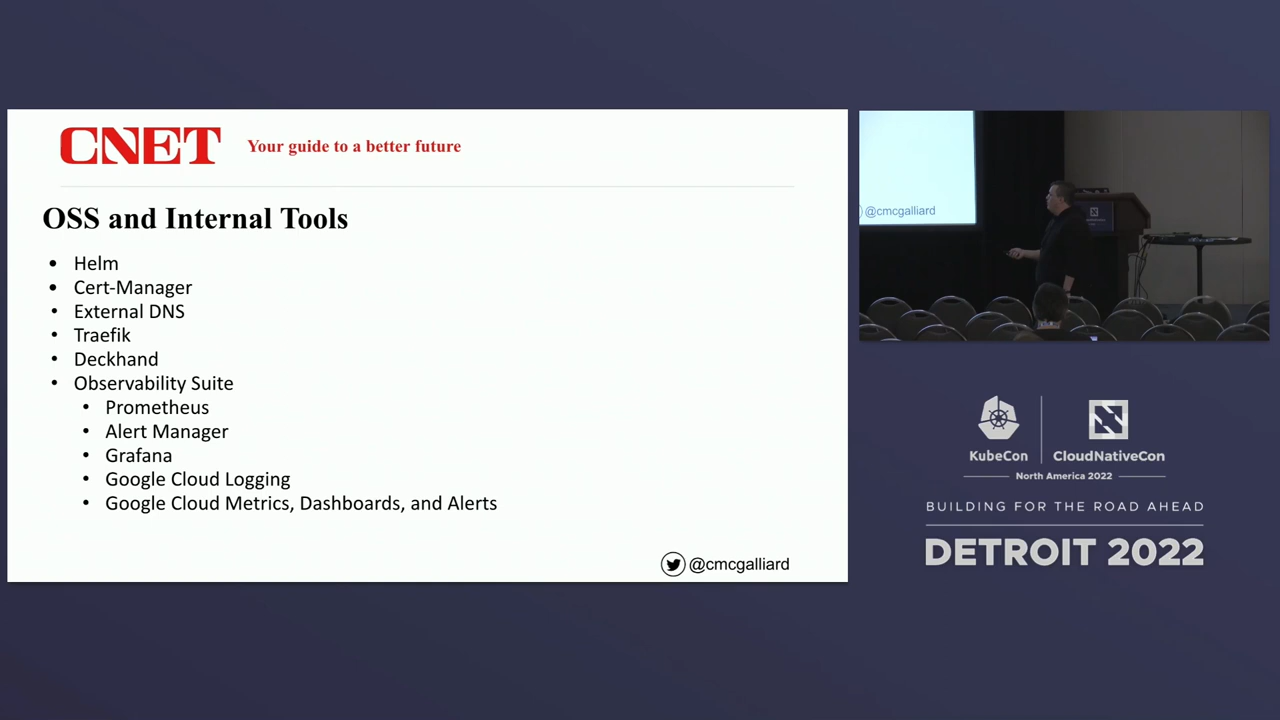 CNET
Your guide to a better future
OSS and Internal Tools
• Helm
• Cert-Manager
• External DNS
• Traefik
• Deckhand
• Observability Suite
• Prometheus
• Alert Manager
• Grafana
• Google Cloud Logging
• Google Cloud Metrics, Dashboards, and Alerts
@cmcgalliard
@cmcgalliard
KubeCon
CloudNativeCon
North America 2022
BUILDING FOR THE ROAD AHEAD
DETROIT 2022